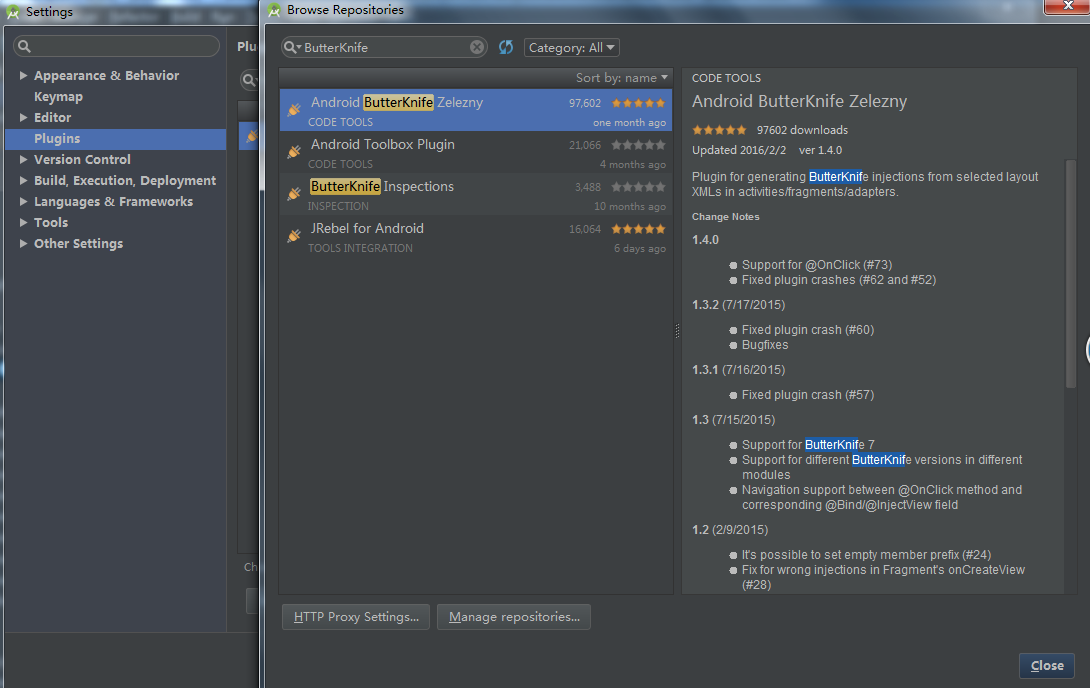 Settings
Appearance & Behavior
Keymap
Editor
Plugins
Version Control
Build, Execution, Deployment
Languages & Frameworks
Tools
Other Settings
Plu
Ch
Browse Repositories
ButterKnife
Category: All
Sort by: name
Android ButterKnife Zelezny 97,602
CODE TOOLS one month ago
Android Toolbox Plugin 21,066
CODE TOOLS 4 months ago
ButterKnife Inspections 3,488
INSPECTION 10 months ago
JRebel for Android 16,064
TOOLS INTEGRATION 6 days ago
CODE TOOLS
Android ButterKnife Zelezny
97602 downloads
Updated 2016/2/2 ver 1.4.0
Plugin for generating ButterKnife injections from selected layout
XMLs in activities/fragments/adapters.
Change Notes
1.4.0
Support for @OnClick (#73)
Fixed plugin crashes (#62 and #52)
1.3.2 (7/17/2015)
Fixed plugin crash (#60)
Bugfixes
1.3.1 (7/16/2015)
Fixed plugin crash (#57)
1.3 (7/15/2015)
Support for ButterKnife 7
Support for different ButterKnife versions in different
modules
Navigation support between @OnClick method and
corresponding @Bind/@InjectView field
1.2 (2/9/2015)
It's possible to set empty member prefix (#24)
Fix for wrong injections in Fragment's onCreateView
(#28)
HTTP Proxy Settings...
Manage repositories...
Close